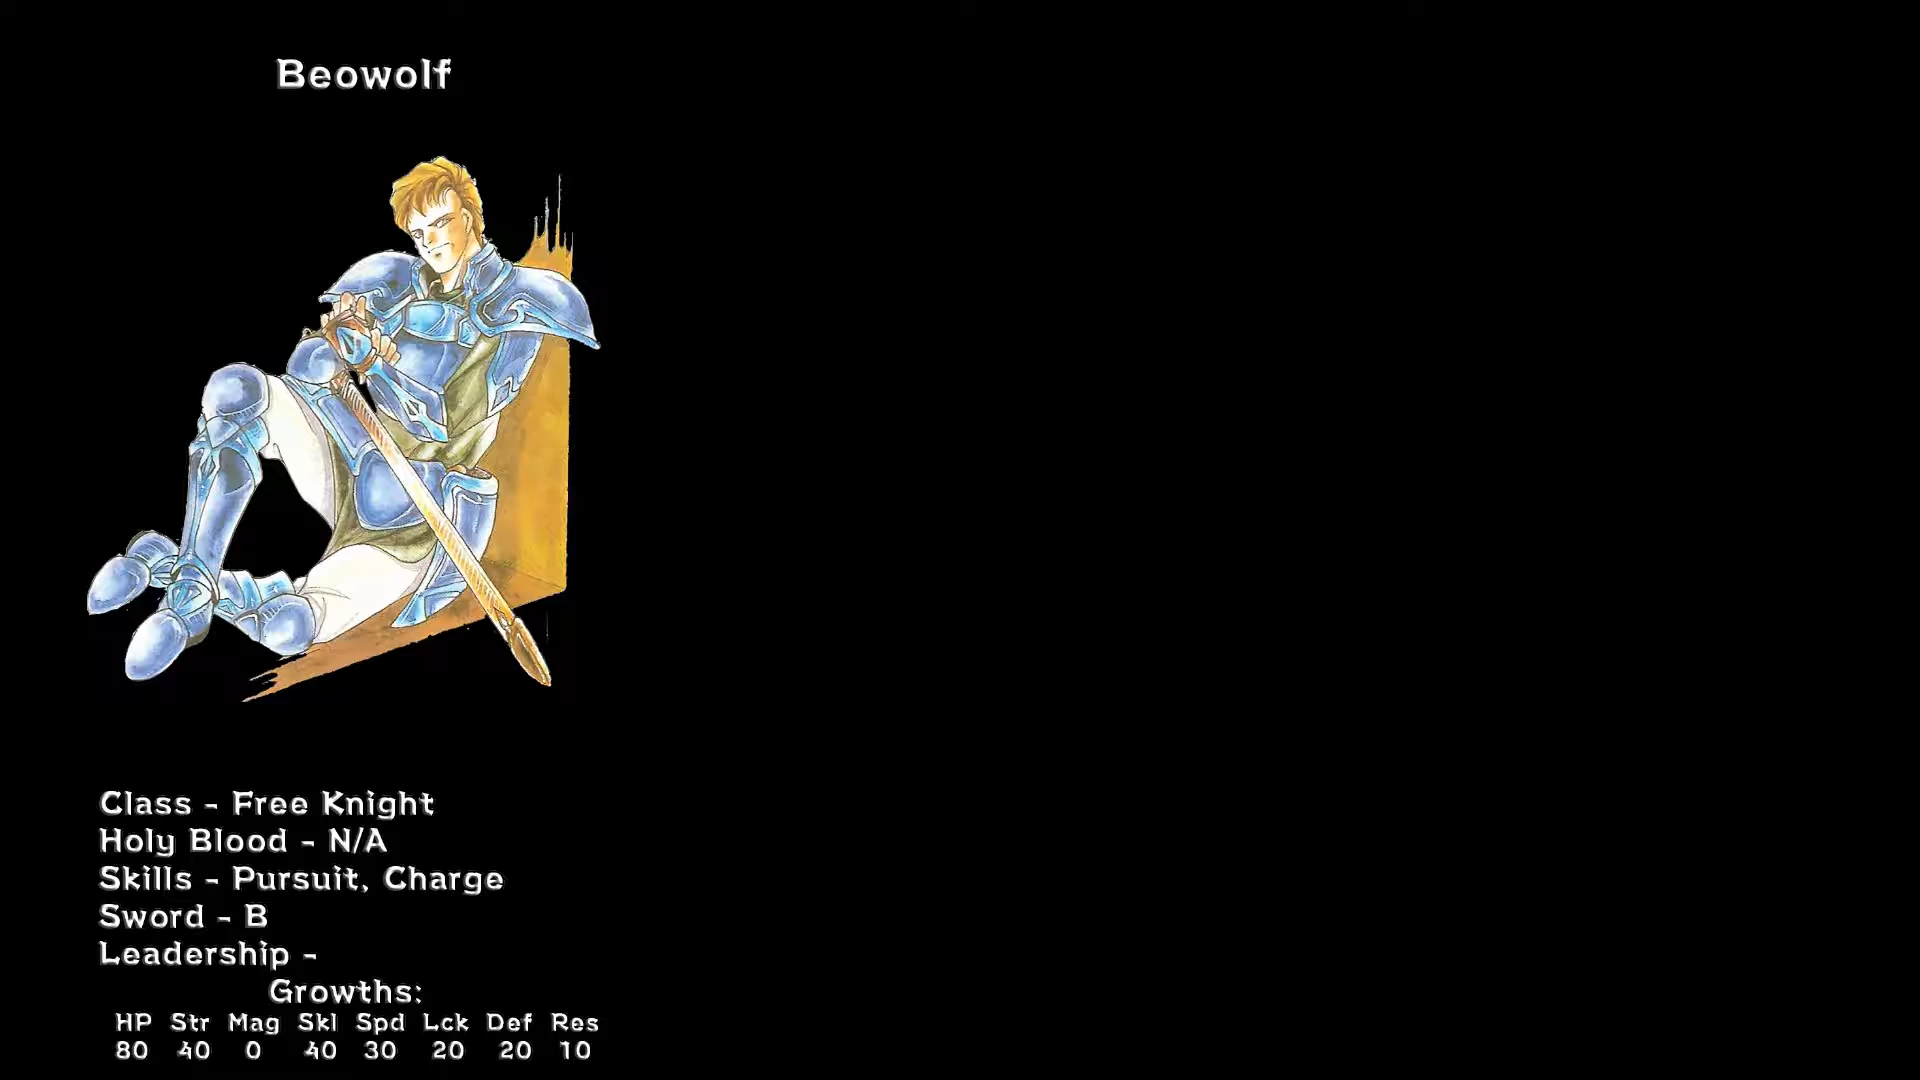 Beowolf
Class - Free Knight
Holy Blood - N/A
Skills - Pursuit, Charge
Sword - B
Leadership -
Growths:
HP Str Mag Skl Spd Lck Def Res
80 40 0 40 30 20 20 10